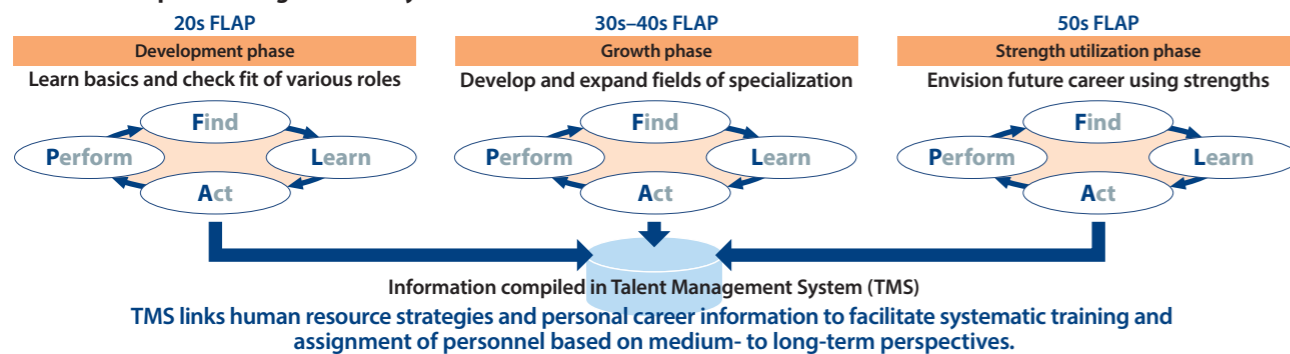 20s FLAP
Development phase
Learn basics and check fit of various roles
Find
Perform
Learn
Act
30s–40s FLAP
Growth phase
Develop and expand fields of specialization
Find
Perform
Learn
Act
50s FLAP
Strength utilization phase
Envision future career using strengths
Find
Perform
Learn
Act
Information compiled in Talent Management System (TMS)
TMS links human resource strategies and personal career information to facilitate systematic training and
assignment of personnel based on medium- to long-term perspectives.